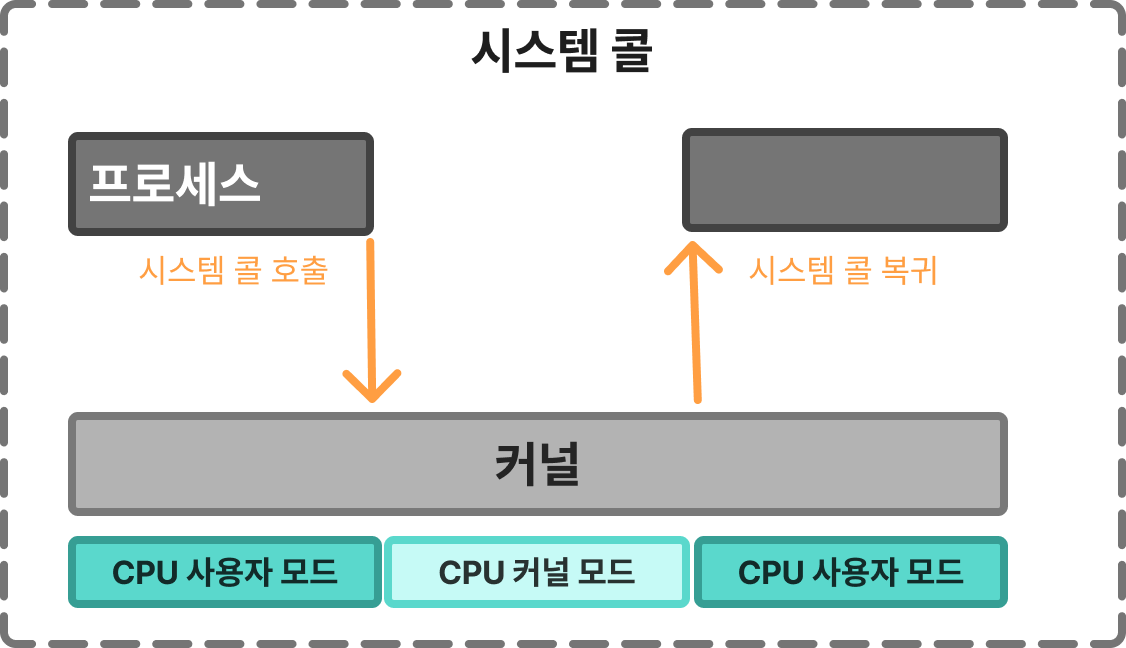 시스템 콜
프로세스
시스템 콜 호출
시스템 콜 복귀
커널
CPU 사용자 모드
CPU 커널 모드
CPU 사용자 모드